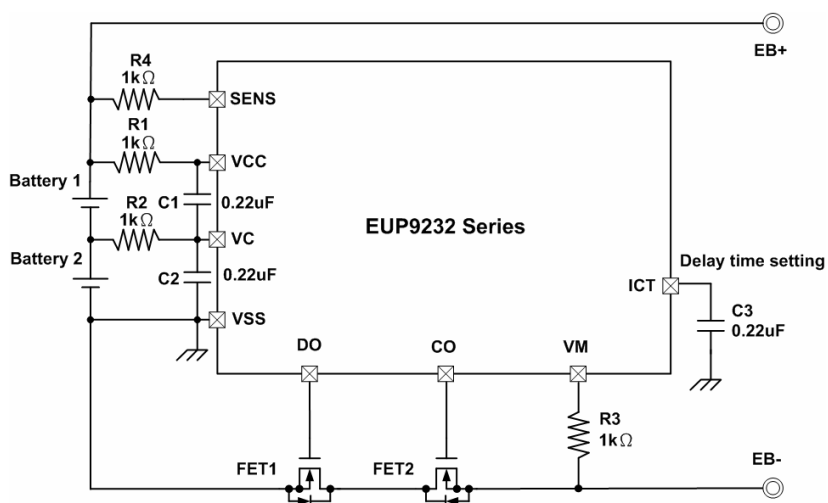 EB+
R4
1kΩ
SENS
R1
1kΩ
VCC
Battery 1
R2
1kΩ
C1
0.22uF
EUP9232 Series
VC
Battery 2
C2
0.22uF
Delay time setting
ICT
C3
0.22uF
VSS
DO
CO
VM
R3
1kΩ
FET1
FET2
EB-